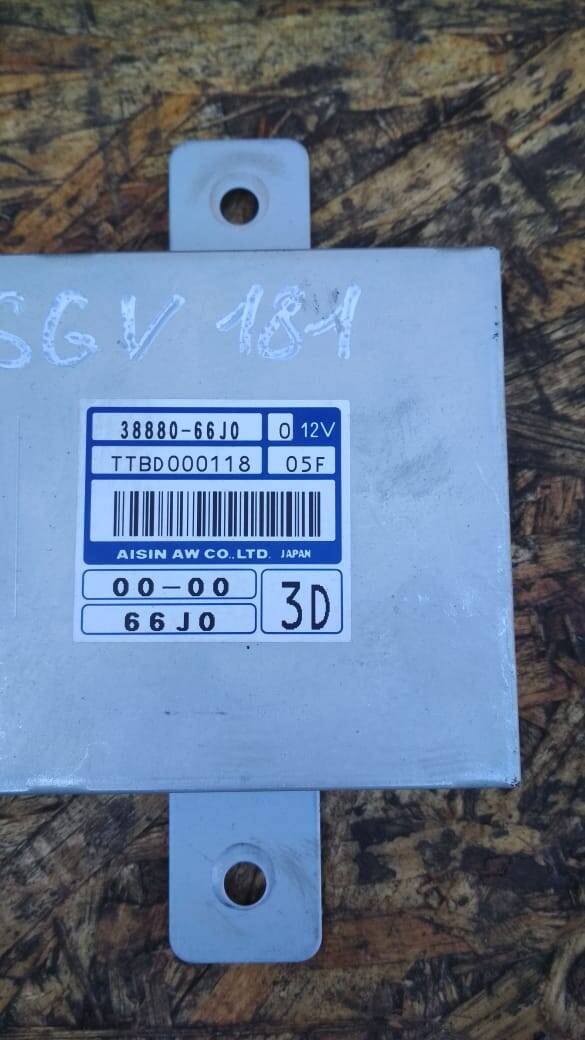 SGV 181
38880-66J0 0 12V
TTBD000118 05F
AISIN AW CO.,LTD. JAPAN
00-00
66J0
3D